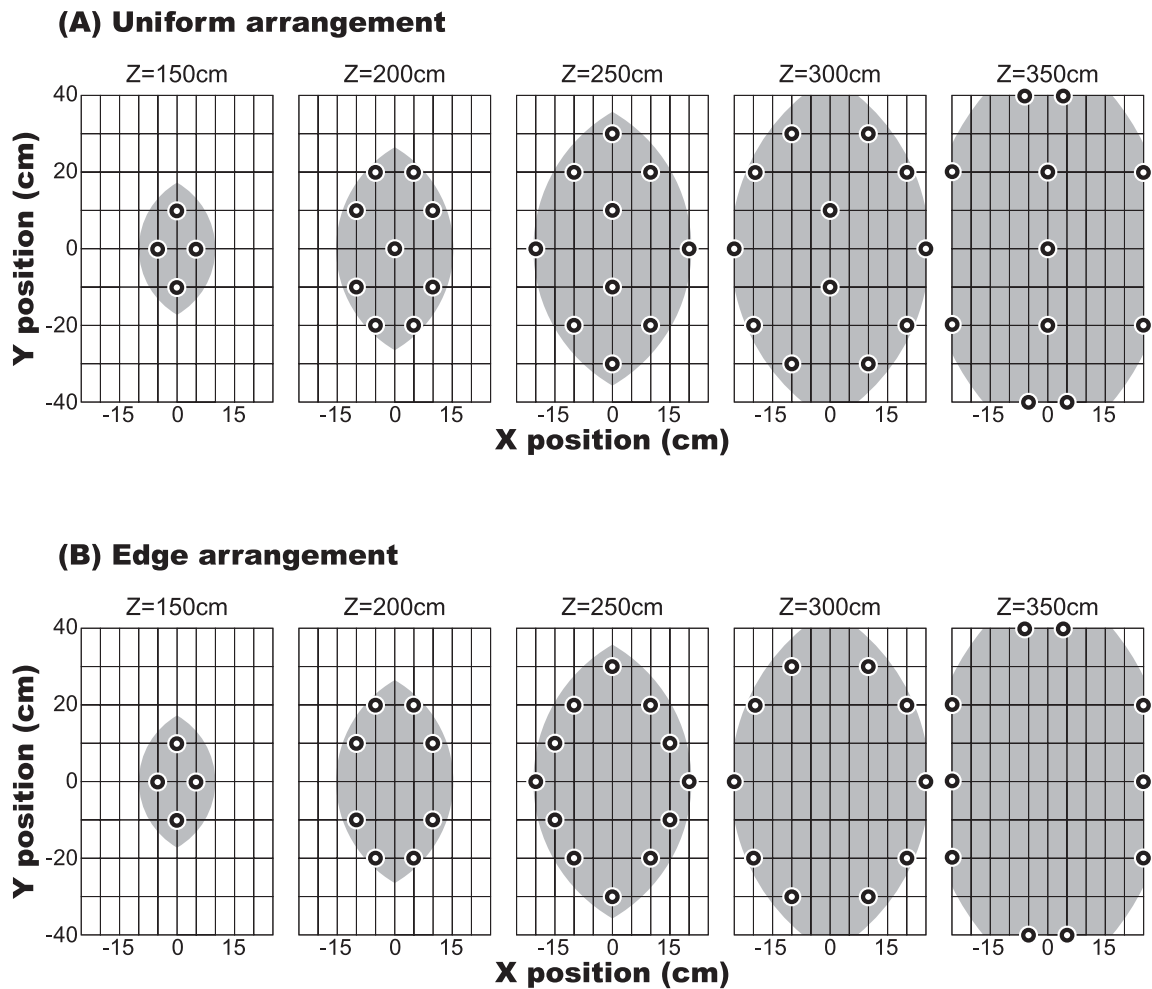 (A) Uniform arrangement
Z=150cm Z=200cm Z=250cm Z=300cm Z=350cm
Y position (cm)
40
20
0
-20
-40
-15 0 15 -15 0 15 -15 0 15 -15 0 15 -15 0 15
X position (cm)
(B) Edge arrangement
Z=150cm Z=200cm Z=250cm Z=300cm Z=350cm
Y position (cm)
40
20
0
-20
-40
-15 0 15 -15 0 15 -15 0 15 -15 0 15 -15 0 15
X position (cm)